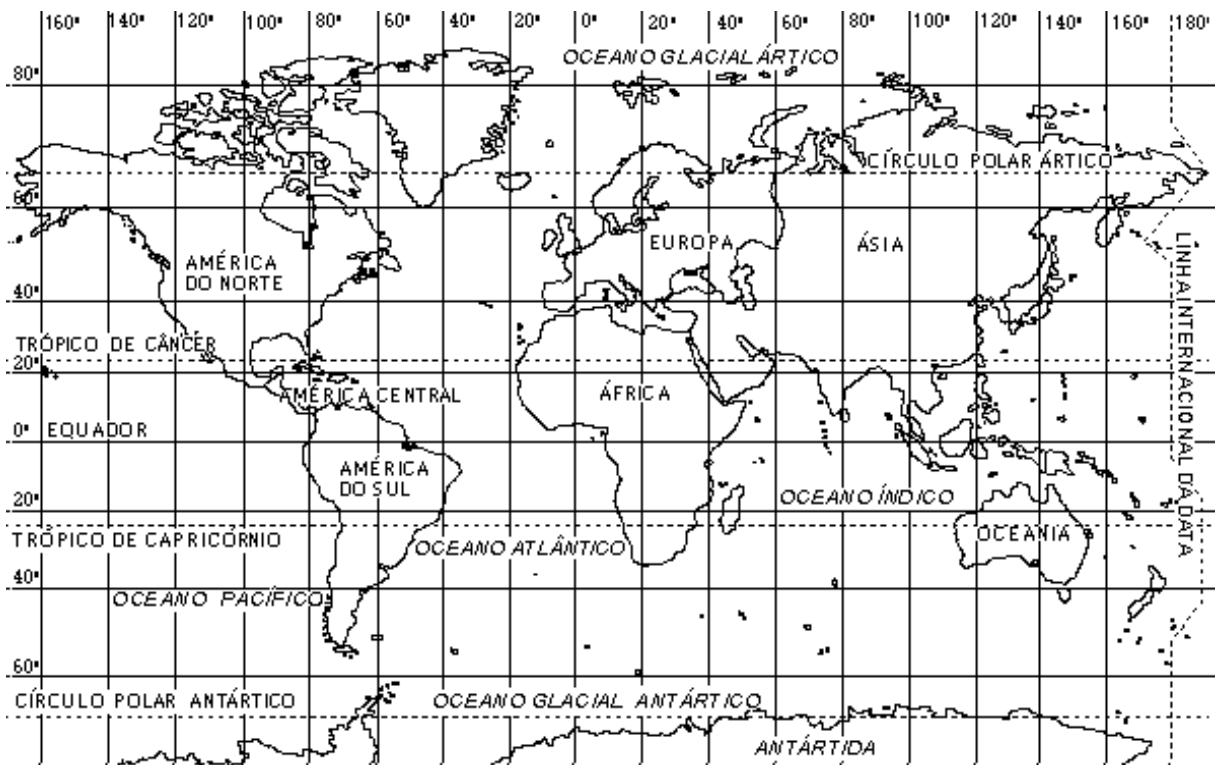 160° 140° 120° 100° 80° 60° 40° 20° 0° 20° 40° 60° 80° 100° 120° 140° 160° 180°
OCEANO GLACIAL ÁRTICO
80°
CÍRCULO POLAR ÁRTICO
60°
EUROPA
ÁSIA
AMÉRICA
DO NORTE
LINHA INTERNACIONAL DA DATA
40°
TRÓPICO DE CÂNCER
20°
AMÉRICA CENTRAL
ÁFRICA
0°
EQUADOR
AMÉRICA
DO SUL
OCEANO ÍNDICO
20°
TRÓPICO DE CAPRICÓRNIO
OCEANO ATLÂNTICO
OCEANIA
40°
OCEANO PACÍFICO
60°
CÍRCULO POLAR ANTÁRTICO
OCEANO GLACIAL ANTÁRTICO
ANTÁRTIDA